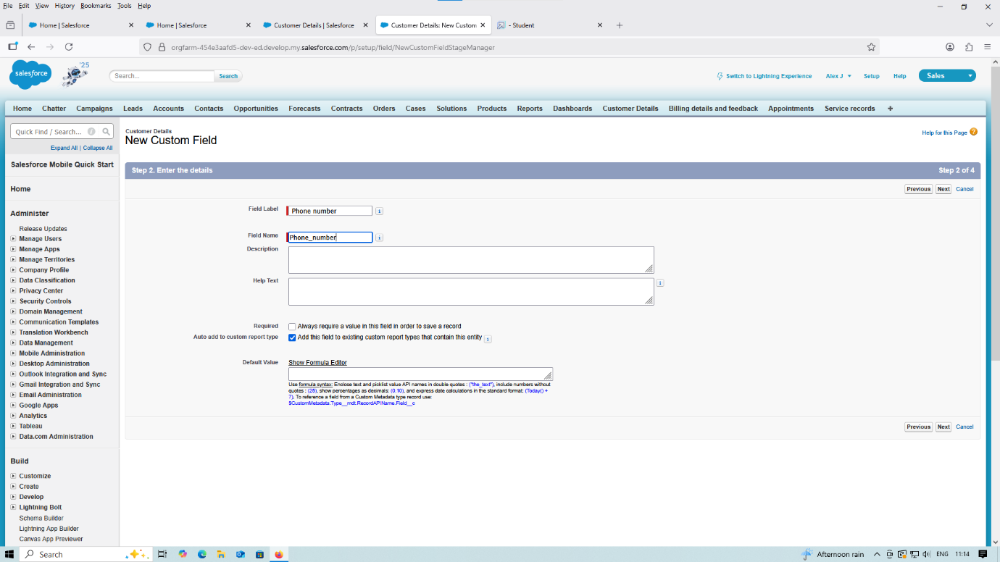 File Edit View History Bookmarks Tools Help
Home | Salesforce
Home | Salesforce
Customer Details | Salesforce
Customer Details: New Custom
- Student
orgfarm-454e3aafd5-dev-ed.develop.my.salesforce.com/p/setup/field/NewCustomFieldStageManager
salesforce
'25
Search...
Search
Switch to Lightning Experience
Alex J
Setup
Help
Sales
Home Chatter Campaigns Leads Accounts Contacts Opportunities Forecasts Contracts Orders Cases Solutions Products Reports Dashboards Customer Details Billing details and feedback Appointments Service records +
Quick Find / Search...
Expand All | Collapse All
Salesforce Mobile Quick Start
Home
Administer
Release Updates
Manage Users
Manage Apps
Manage Territories
Company Profile
Data Classification
Privacy Center
Security Controls
Domain Management
Communication Templates
Translation Workbench
Data Management
Mobile Administration
Desktop Administration
Outlook Integration and Sync
Gmail Integration and Sync
Email Administration
Google Apps
Analytics
Tableau
Data.com Administration
Build
Customize
Create
Develop
Lightning Bolt
Schema Builder
Lightning App Builder
Canvas App Previewer
Customer Details
New Custom Field
Help for this Page
Step 2. Enter the details
Step 2 of 4
Previous Next Cancel
Field Label Phone number
Field Name Phone_number
Description
Help Text
Required Always require a value in this field in order to save a record
Auto add to custom report type Add this field to existing custom report types that contain this entity
Default Value Show Formula Editor
Use formula syntax: Enclose text and picklist value API names in double quotes : ("the_text"), include numbers without
quotes : (25), show percentages as decimals: (0.10), and express date calculations in the standard format: (Today() +
7), To reference a field from a Custom Metadata type record use:
$CustomMetadata.Type__mdt.RecordAPIName.Field__c
Previous Next Cancel
Search
Afternoon rain
ENG
11:14